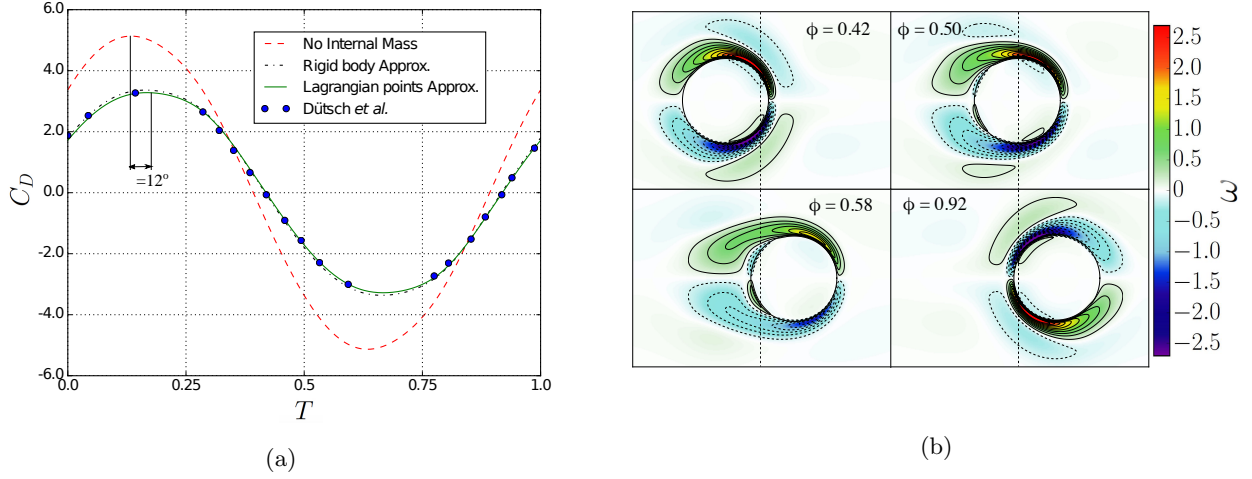 6.0
4.0
2.0
0.0
-2.0
-4.0
-6.0
C_D
0.0
0.25
0.5
0.75
1.0
T
No Internal Mass
Rigid body Approx.
Lagrangian points Approx.
Dütsch et al.
=12°
(a)
ϕ = 0.42
ϕ = 0.50
ϕ = 0.58
ϕ = 0.92
2.5
2.0
1.5
1.0
0.5
0
−0.5
−1.0
−1.5
−2.0
−2.5
ω
(b)